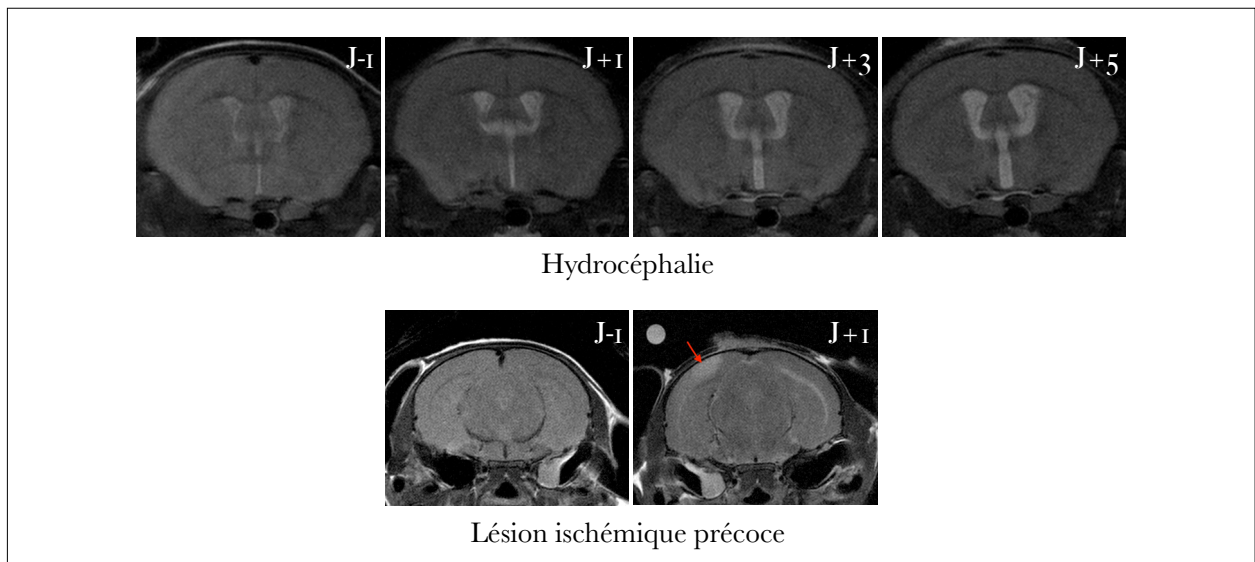 J-1
J+1
J+3
J+5
Hydrocéphalie
J-1
J+1
Lésion ischémique précoce